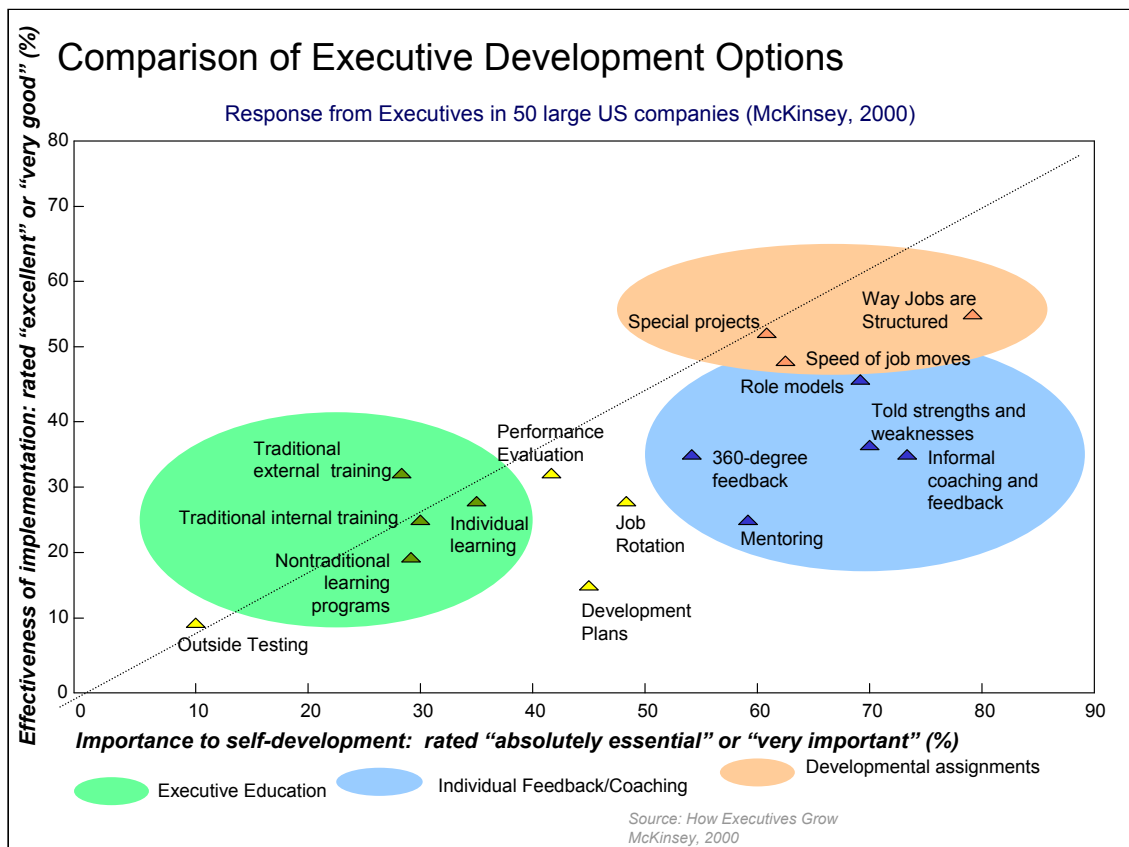 Comparison of Executive Development Options
Response from Executives in 50 large US companies (McKinsey, 2000)
Effectiveness of implementation: rated “excellent” or “very good” (%)
80
70
60
50
40
30
20
10
0
Way Jobs are
Structured
Special projects
Speed of job moves
Role models
Told strengths and
weaknesses
Performance
Evaluation
Traditional
external training
360-degree
feedback
Informal
coaching and
feedback
Traditional internal training
Individual
learning
Job
Rotation
Mentoring
Nontraditional
learning
programs
Development
Plans
Outside Testing
0 10 20 30 40 50 60 70 80 90
Importance to self-development: rated “absolutely essential” or “very important” (%)
Executive Education
Individual Feedback/Coaching
Developmental assignments
Source: How Executives Grow
McKinsey, 2000